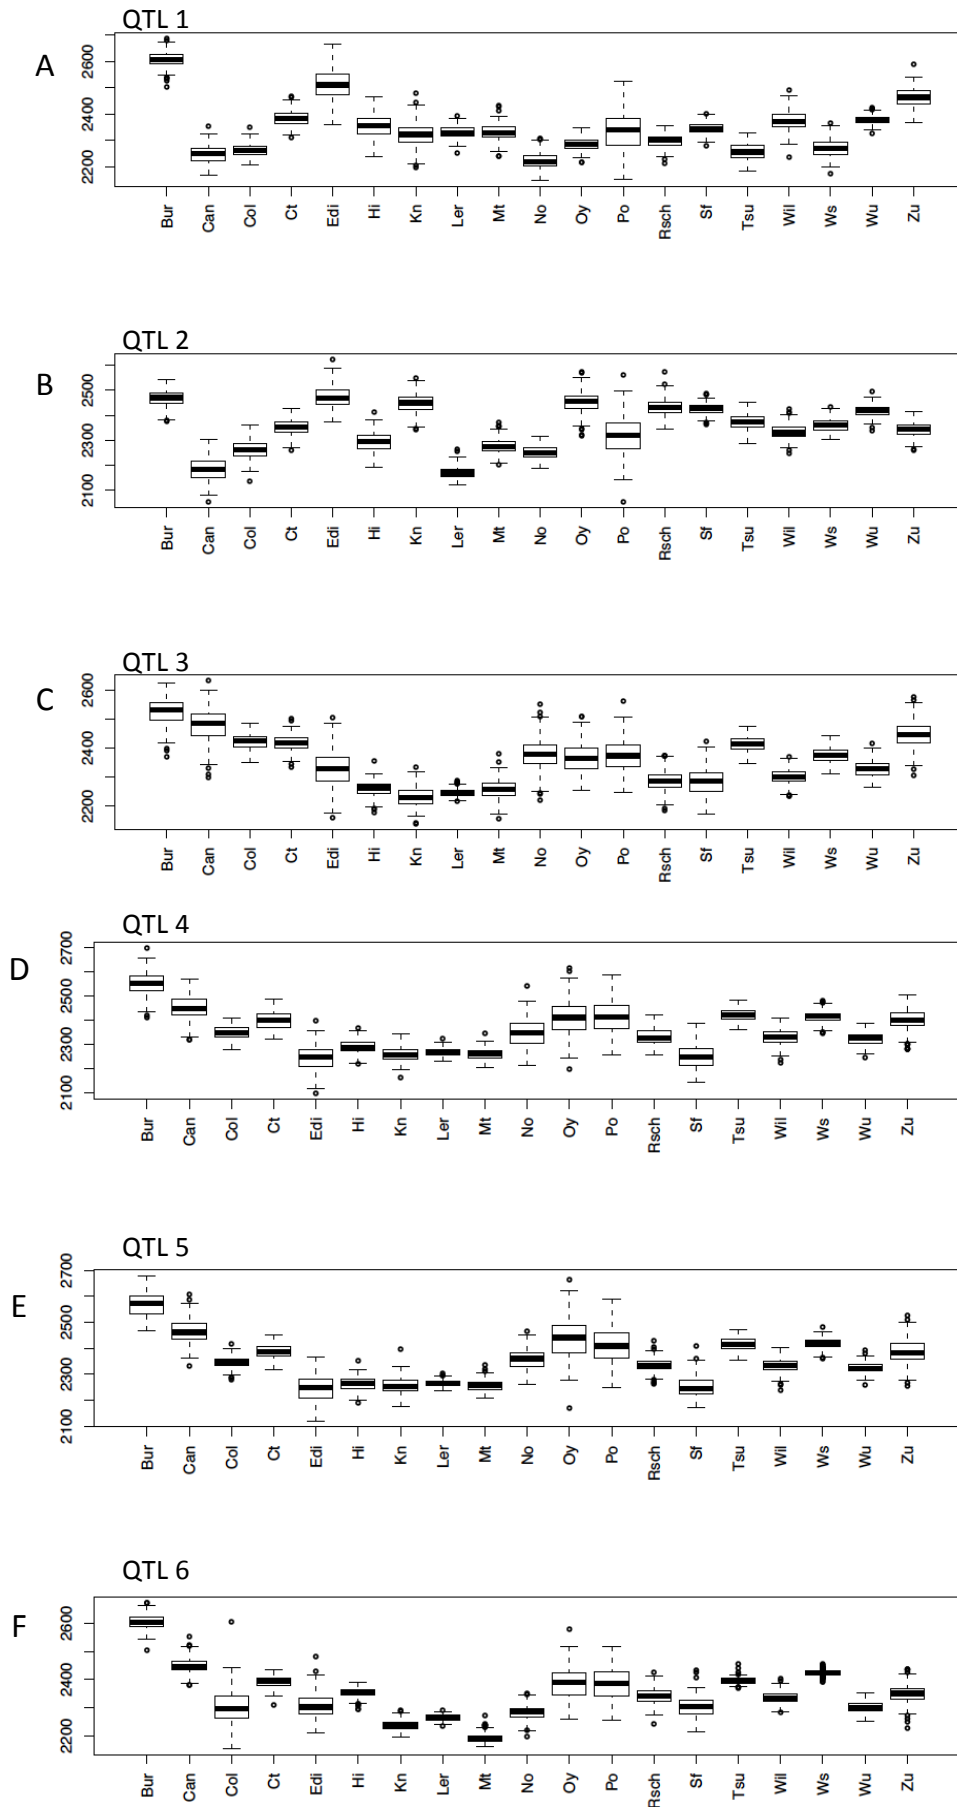 QTL 1
A
2600
2400
2200
Bur Can Col Ct Edi Hi Kn Ler Mt No Oy Po Rsch Sf Tsu Wil Ws Wu Zu
QTL 2
B
2500
2300
2100
Bur Can Col Ct Edi Hi Kn Ler Mt No Oy Po Rsch Sf Tsu Wil Ws Wu Zu
QTL 3
C
2600
2400
2200
Bur Can Col Ct Edi Hi Kn Ler Mt No Oy Po Rsch Sf Tsu Wil Ws Wu Zu
QTL 4
D
2700
2500
2300
2100
Bur Can Col Ct Edi Hi Kn Ler Mt No Oy Po Rsch Sf Tsu Wil Ws Wu Zu
QTL 5
E
2700
2500
2300
2100
Bur Can Col Ct Edi Hi Kn Ler Mt No Oy Po Rsch Sf Tsu Wil Ws Wu Zu
QTL 6
F
2600
2400
2200
Bur Can Col Ct Edi Hi Kn Ler Mt No Oy Po Rsch Sf Tsu Wil Ws Wu Zu